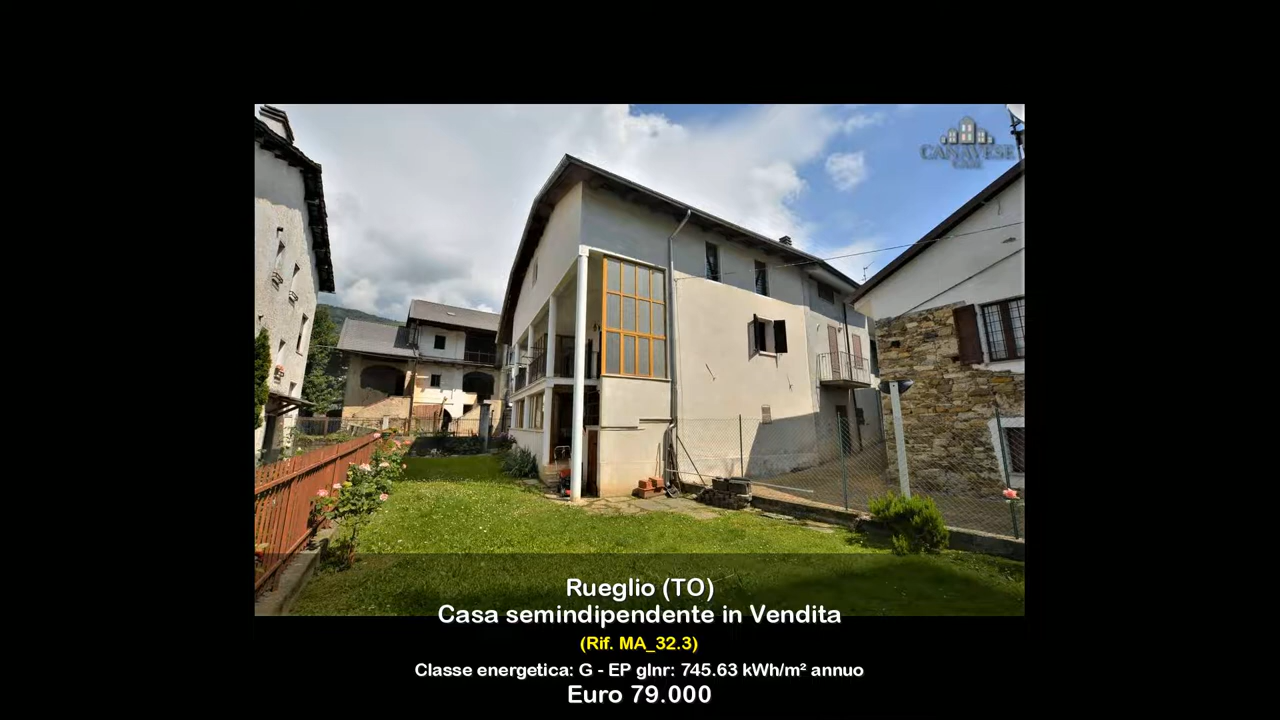 CANAVESE
CASE
Rueglio (TO)
Casa semindipendente in Vendita
(Rif. MA_32.3)
Classe energetica: G - EP glnr: 745.63 kWh/m² annuo
Euro 79.000